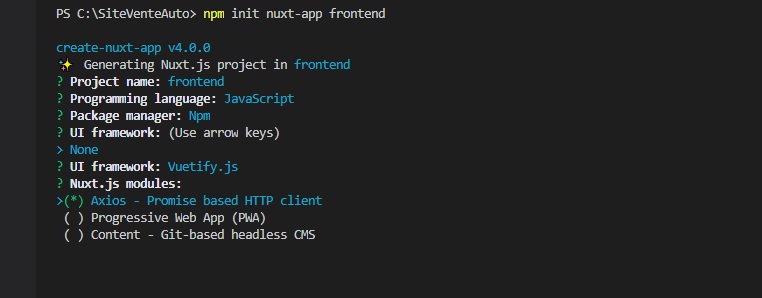 PS C:\SiteVenteAuto> npm init nuxt-app frontend
create-nuxt-app v4.0.0
✨ Generating Nuxt.js project in frontend
? Project name: frontend
? Programming language: JavaScript
? Package manager: Npm
? UI framework: (Use arrow keys)
> None
? UI framework: Vuetify.js
? Nuxt.js modules:
>(*) Axios - Promise based HTTP client
( ) Progressive Web App (PWA)
( ) Content - Git-based headless CMS